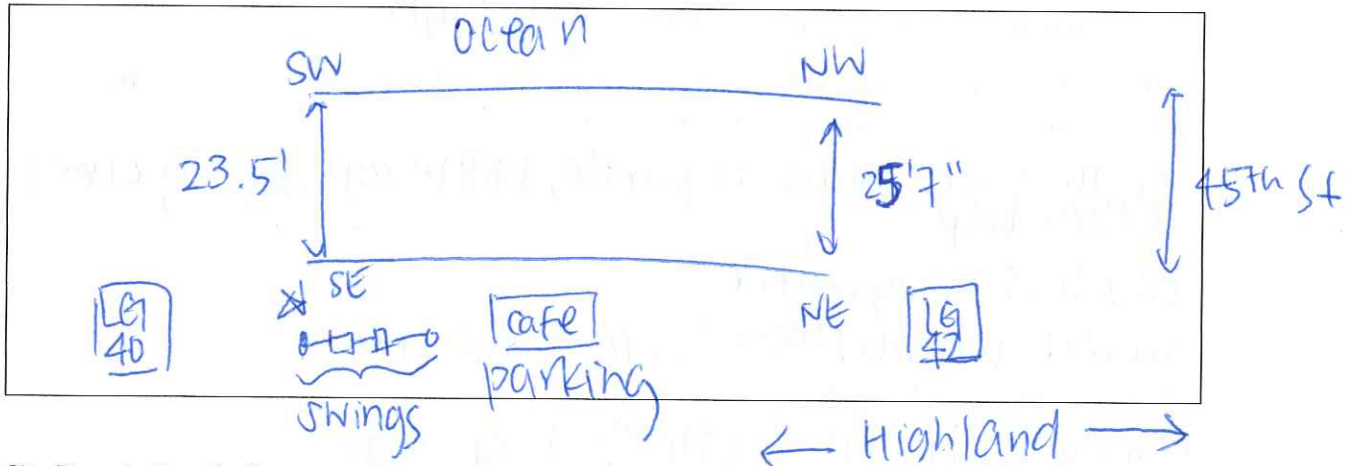 Ocean
SW NW
23.5' 25'7" 45th St
SE
LG
40
cafe
NE
LG
42
swings
parking
Highland